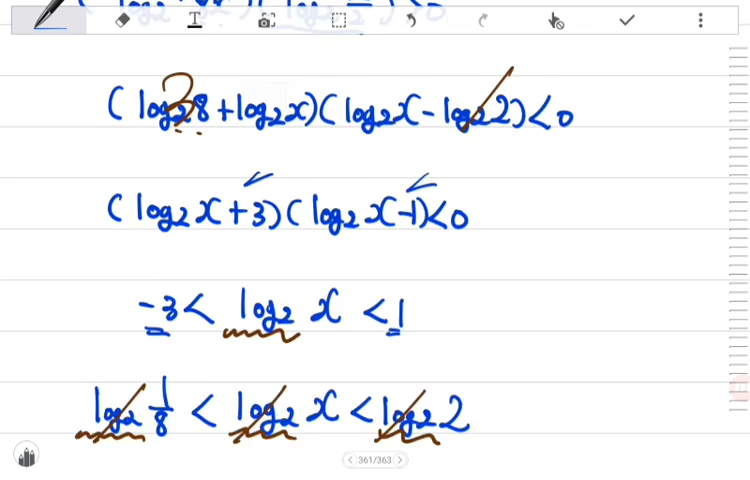 (log₂8+log₂x)(log₂x-log₂2)<0
(log₂x+3)(log₂x-1)<0
-3< log₂x <1
log₂ 1/8 < log₂x < log₂2
361/363